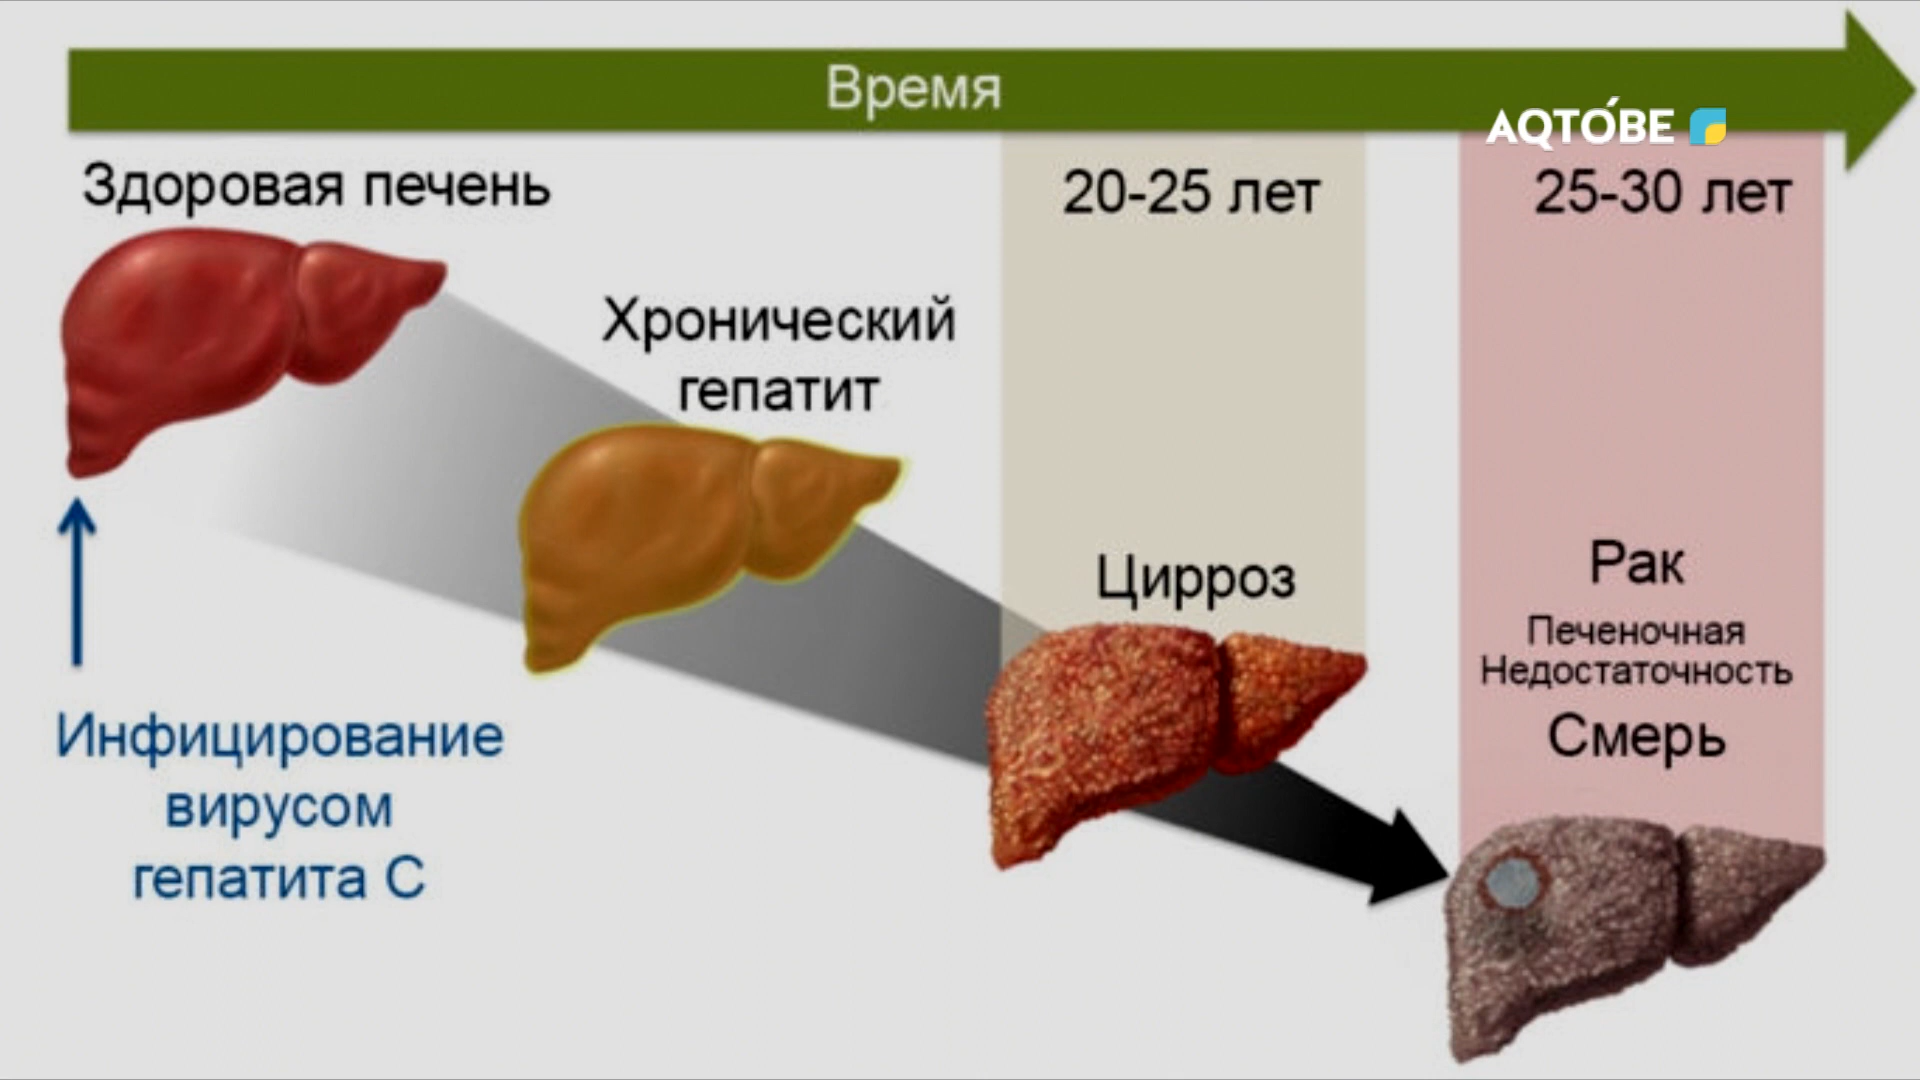 Время
AQTÓBE
Здоровая печень
20-25 лет
25-30 лет
Хронический
гепатит
Цирроз
Рак
Печеночная
Недостаточность
Смерь
Инфицирование
вирусом
гепатита С